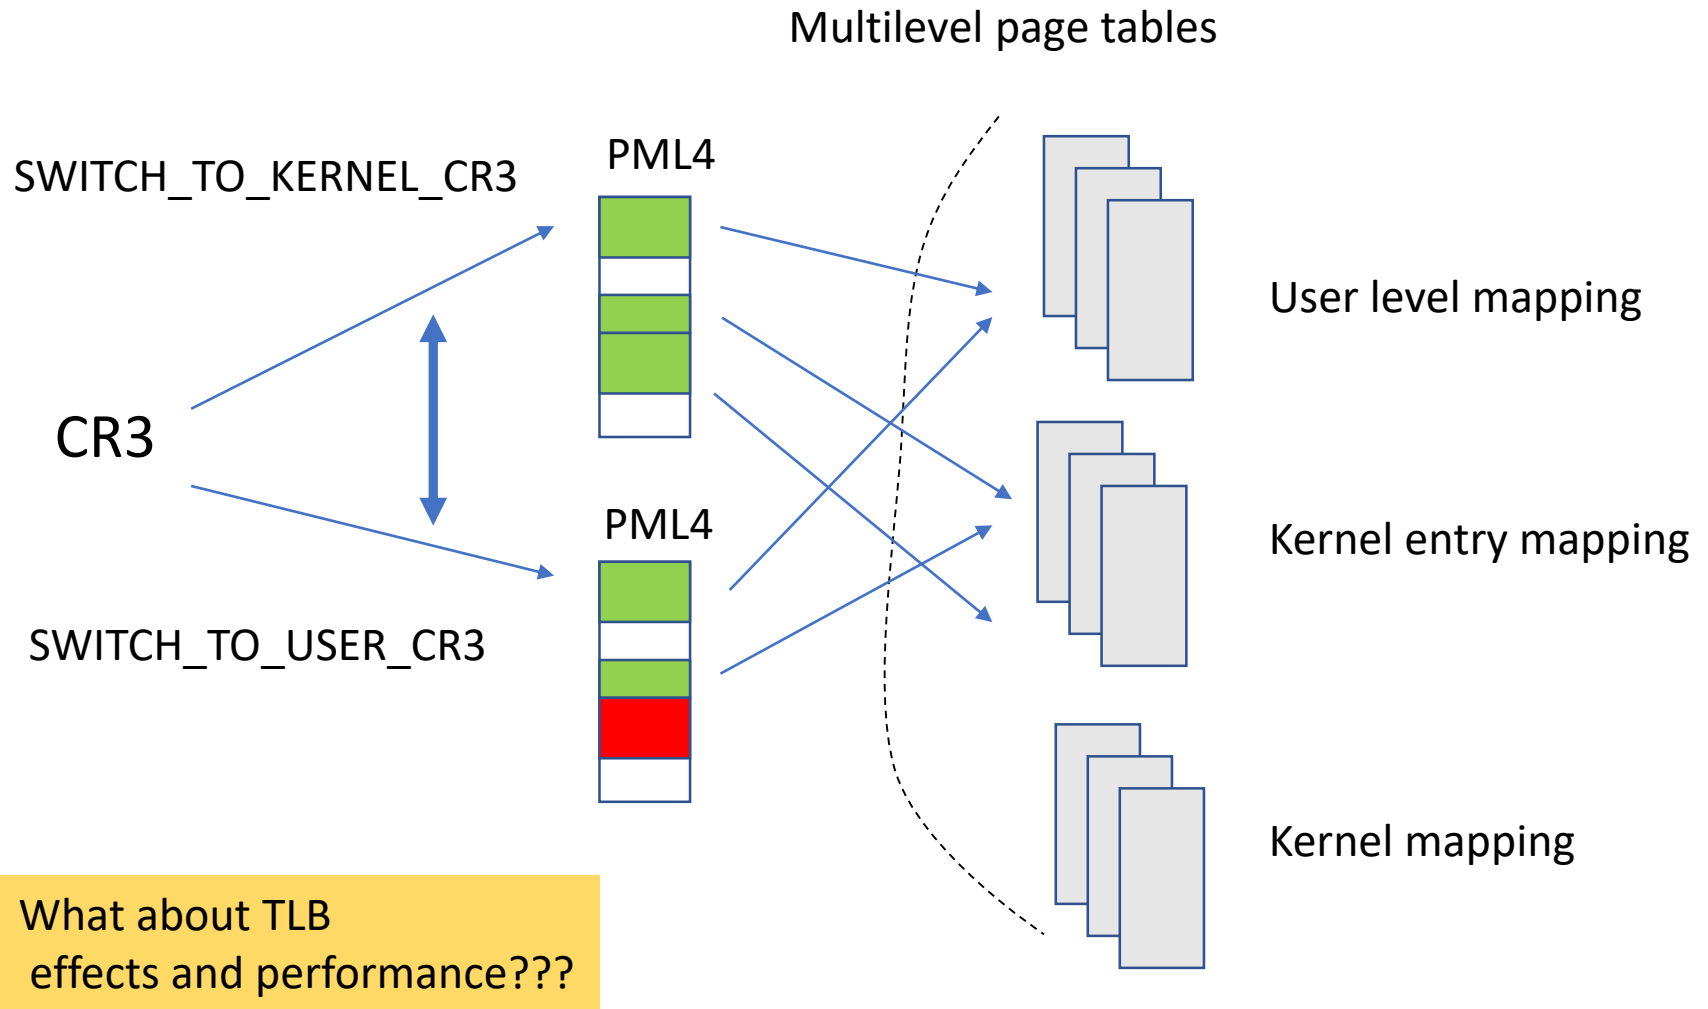 Multilevel page tables
SWITCH_TO_KERNEL_CR3
PML4
User level mapping
CR3
PML4
Kernel entry mapping
SWITCH_TO_USER_CR3
Kernel mapping
What about TLB
effects and performance???